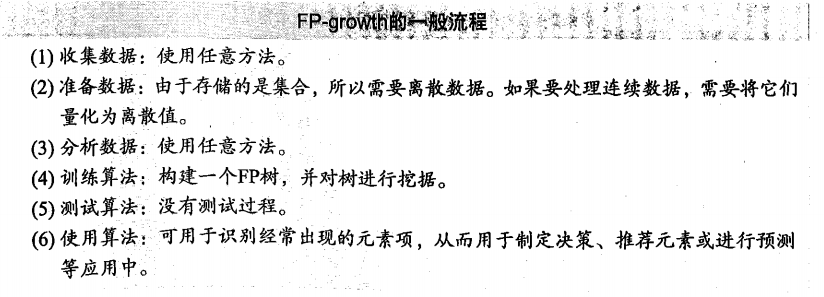 FP-growth的一般流程
(1) 收集数据：使用任意方法。
(2) 准备数据：由于存储的是集合，所以需要离散数据。如果要处理连续数据，需要将它们
量化为离散值。
(3) 分析数据：使用任意方法。
(4) 训练算法：构建一个FP树，并对树进行挖据。
(5) 测试算法：没有测试过程。
(6) 使用算法：可用于识别经常出现的元素项，从而用于制定决策、推荐元素或进行预测
等应用中。